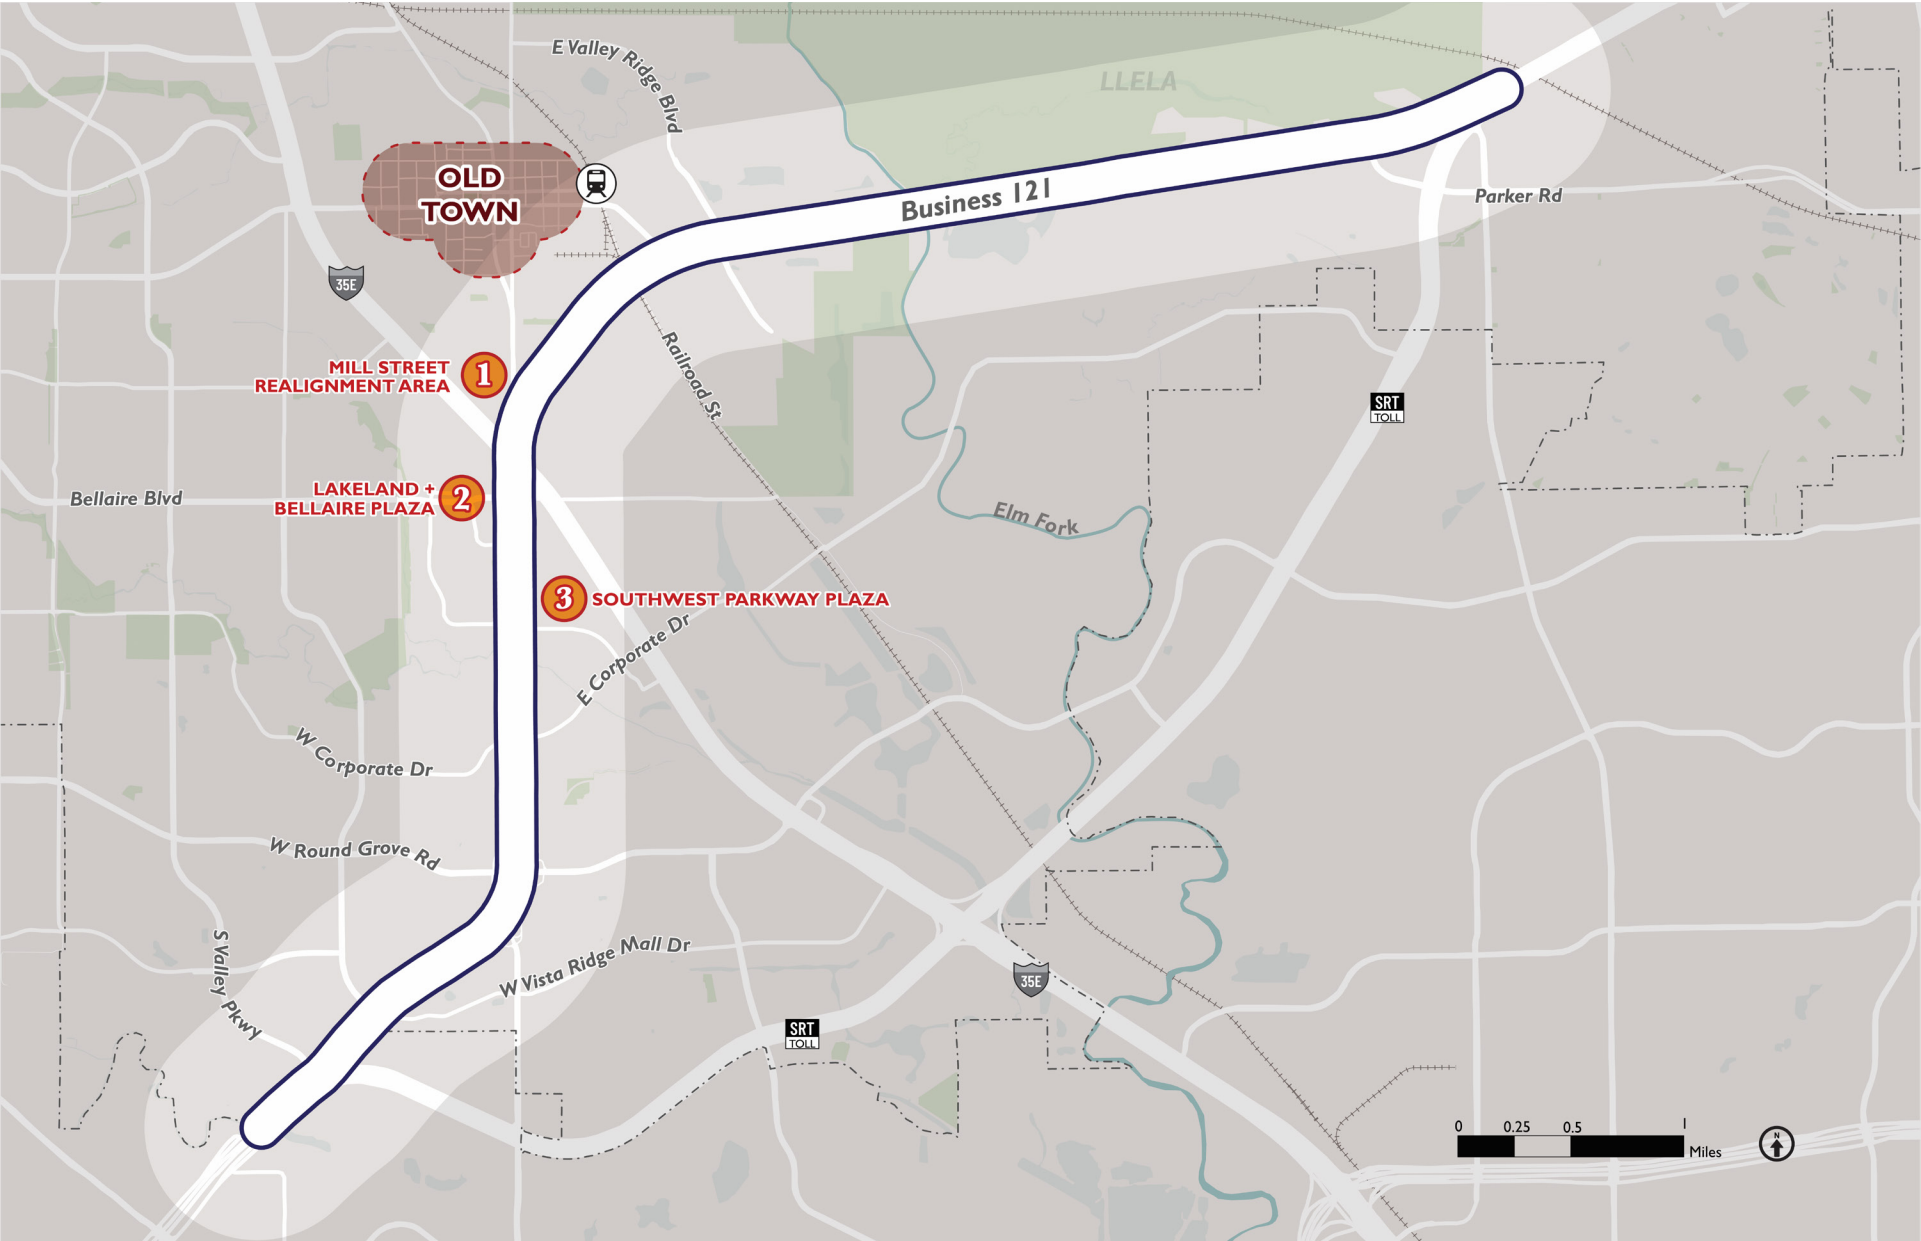 E Valley Ridge Blvd
LLELA
OLD
TOWN
Business 121
Parker Rd
35E
MILL STREET
REALIGNMENT AREA
1
Railroad St
SRT
TOLL
Bellaire Blvd
LAKELAND +
BELLAIRE PLAZA
2
Elm Fork
3
SOUTHWEST PARKWAY PLAZA
E Corporate Dr
W Corporate Dr
W Round Grove Rd
S Valley Pkwy
W Vista Ridge Mall Dr
35E
SRT
TOLL
0 0.25 0.5 1
Miles
N